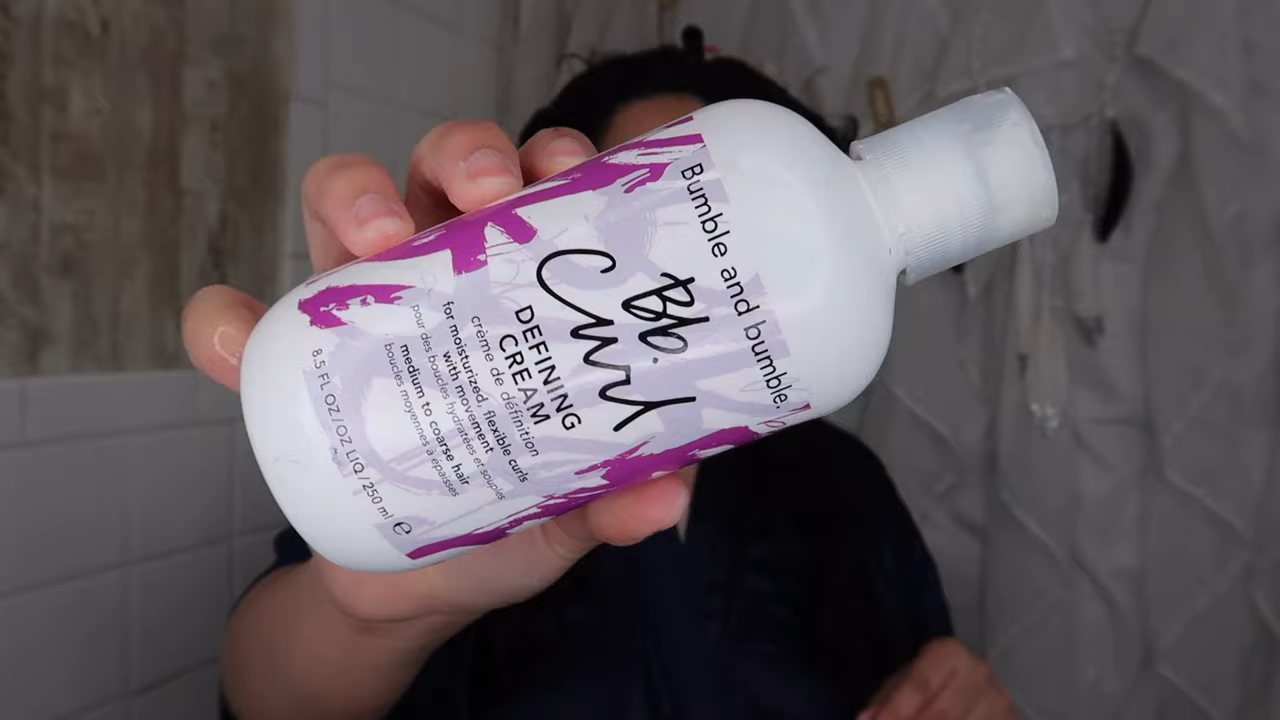 Bumble and bumble.
Bb.
Curl
DEFINING
CREAM
crème de définition
for moisturized, flexible curls
with movement
pour des boucles hydratées et souples
medium to coarse hair
boucles moyennes à épaisses
8.5 FL OZ / OZ LIQ / 250 ml e